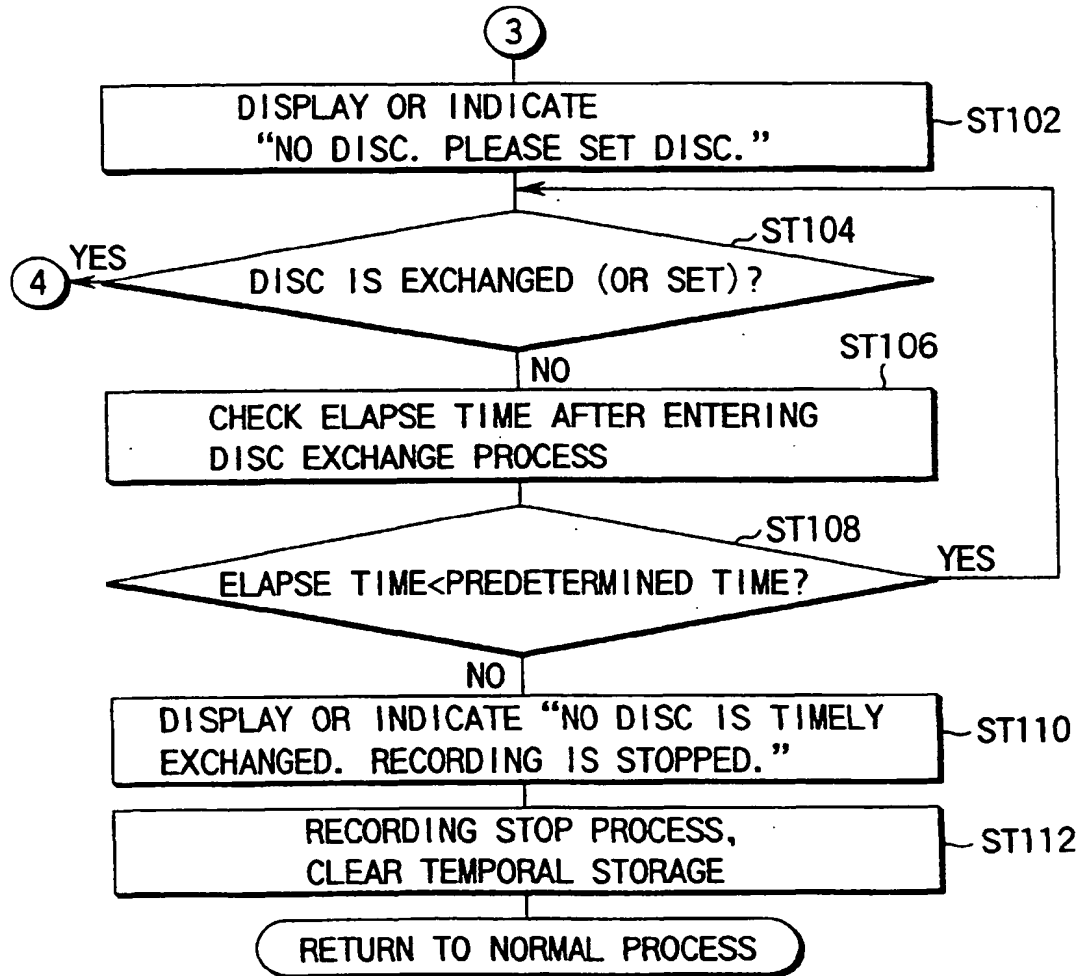 3
DISPLAY OR INDICATE
“NO DISC. PLEASE SET DISC.”
ST102
ST104
YES
4
DISC IS EXCHANGED (OR SET)?
ST106
NO
CHECK ELAPSE TIME AFTER ENTERING
DISC EXCHANGE PROCESS
ST108
YES
ELAPSE TIME<PREDETERMINED TIME?
NO
DISPLAY OR INDICATE “NO DISC IS TIMELY
EXCHANGED. RECORDING IS STOPPED.”
ST110
RECORDING STOP PROCESS,
CLEAR TEMPORAL STORAGE
ST112
RETURN TO NORMAL PROCESS